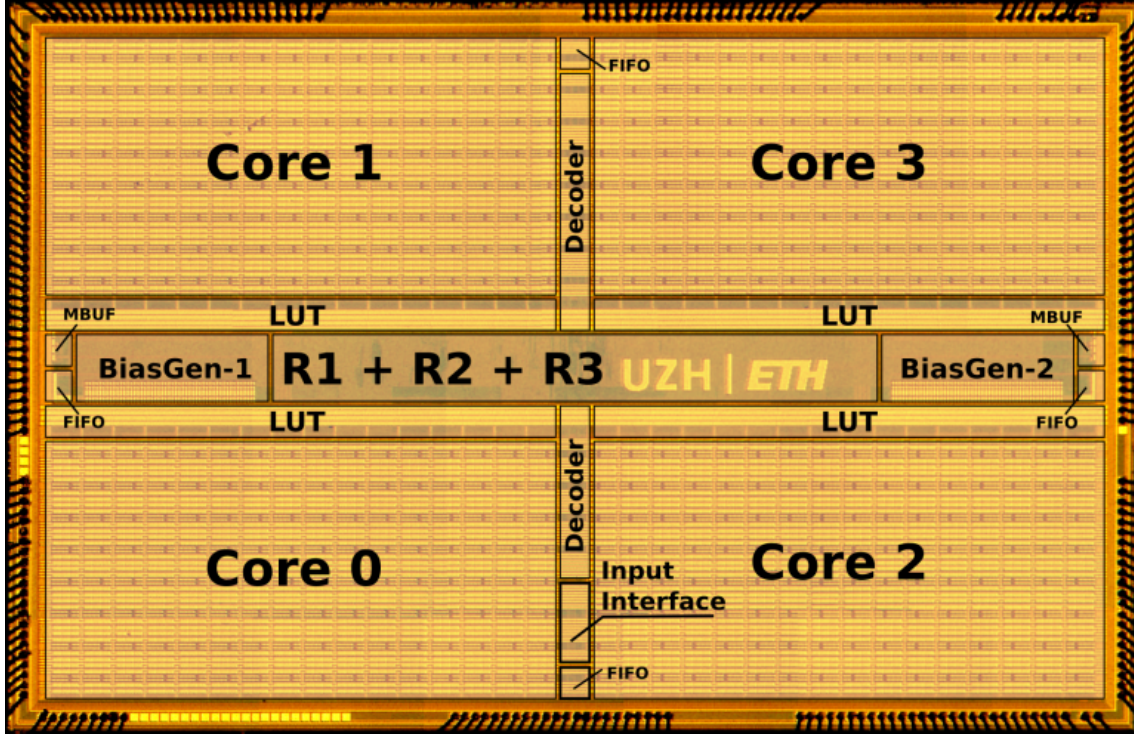 FIFO
Core 1
Decoder
Core 3
MBUF
LUT
LUT
MBUF
BiasGen-1
R1 + R2 + R3
UZH | ETH
BiasGen-2
FIFO
LUT
LUT
FIFO
Decoder
Core 0
Core 2
Input
Interface
FIFO